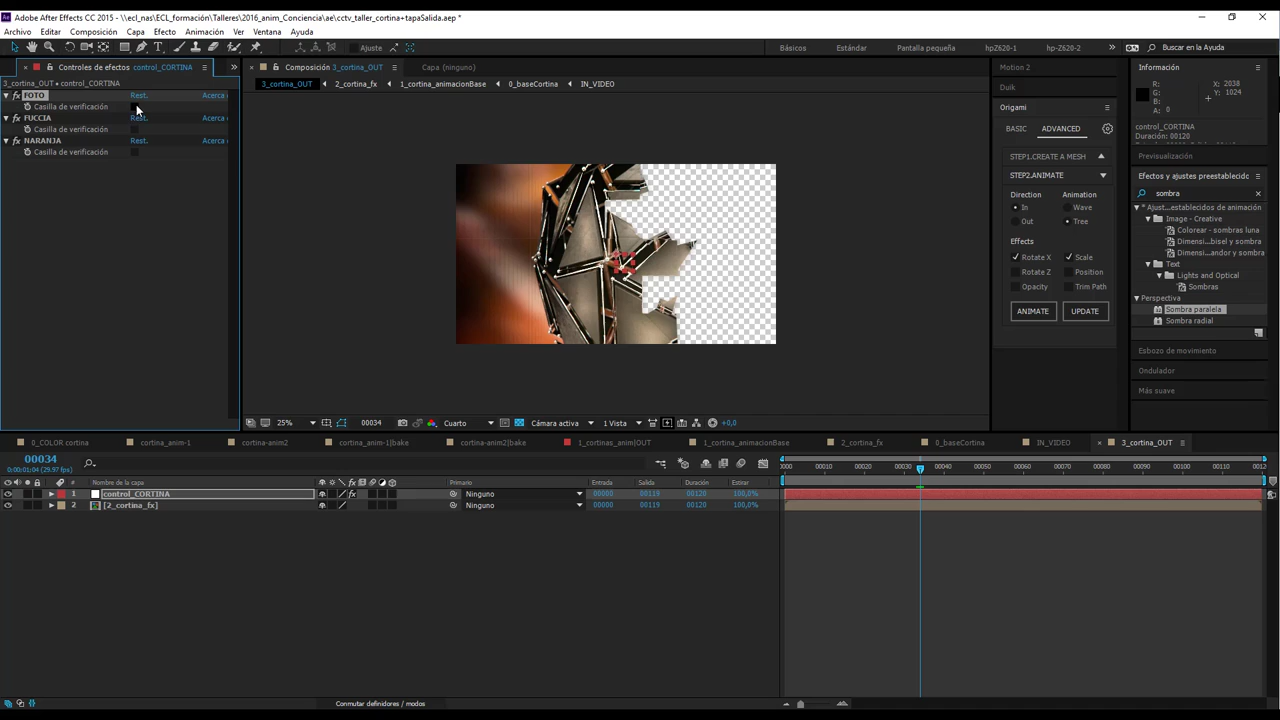 Adobe After Effects CC 2015 - \\ecl_nas\ECL_formación\Talleres\2016_anim_Conciencia\ae\cctv_taller_cortina+tapaSalida.aep *
Archivo Editar Composición Capa Efecto Animación Ver Ventana Ayuda
Ajuste
Básicos Estándar Pantalla pequeña hpZ620-1 hp-Z620-2 Buscar en la Ayuda
Controles de efectos control_CORTINA
3_cortina_OUT • control_CORTINA
FOTO Rest. Acerca
Casilla de verificación
FUCCIA Rest. Acerca
Casilla de verificación
NARANJA Rest. Acerca
Casilla de verificación
Composición 3_cortina_OUT Capa (ninguno)
3_cortina_OUT 2_cortina_fx 1_cortina_animacionBase 0_baseCortina IN_VIDEO
25% 00034 Cuarto Cámara activa 1 Vista +0,0
Motion 2
Duik
Origami
BASIC ADVANCED
STEP1.CREATE A MESH
STEP2.ANIMATE
Direction Animation
In Wave
Out Tree
Effects
Rotate X Scale
Rotate Z Position
Opacity Trim Path
ANIMATE UPDATE
Información
R: X: 2038
G: Y: 1024
B:
A: 0
control_CORTINA
Duración: 00120
Previsualización
Efectos y ajustes preestablecido
sombra
* Ajust...establecidos de animación
Image - Creative
Colorear - sombras luna
Dimensi...bisel y sombra
Dimensi...andor y sombra
Text
Lights and Optical
Sombras
Perspectiva
Sombra paralela
Sombra radial
Esbozo de movimiento
Ondulador
Más suave
0_COLOR cortina cortina_anim-1 cortina-anim2 cortina_anim-1|bake cortina-anim2|bake 1_cortinas_anim|OUT 1_cortina_animacionBase 2_cortina_fx 0_baseCortina IN_VIDEO 3_cortina_OUT
00034
0:00:01:04 (29.97 fps)
0000 00010 00020 00030 00040 00050 00060 00070 00080 00090 00100 00110 0012
# Nombre de la capa Primario Entrada Salida Duración Estirar
1 control_CORTINA Ninguno 00000 00119 00120 100,0%
2 [2_cortina_fx] Ninguno 00000 00119 00120 100,0%
Conmutar definidores / modos